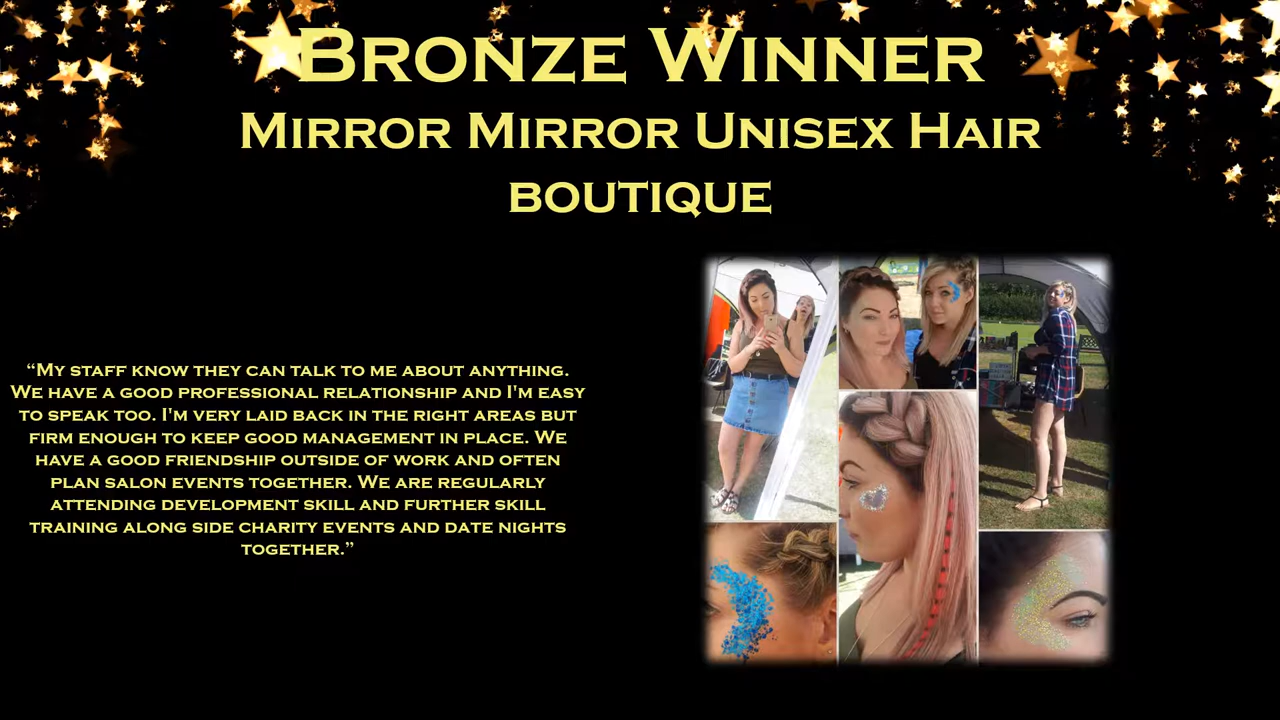 Bronze Winner
Mirror Mirror Unisex Hair
boutique
“My staff know they can talk to me about anything.
We have a good professional relationship and I'm easy
to speak too. I'm very laid back in the right areas but
firm enough to keep good management in place. We
have a good friendship outside of work and often
plan salon events together. We are regularly
attending development skill and further skill
training along side charity events and date nights
together.”